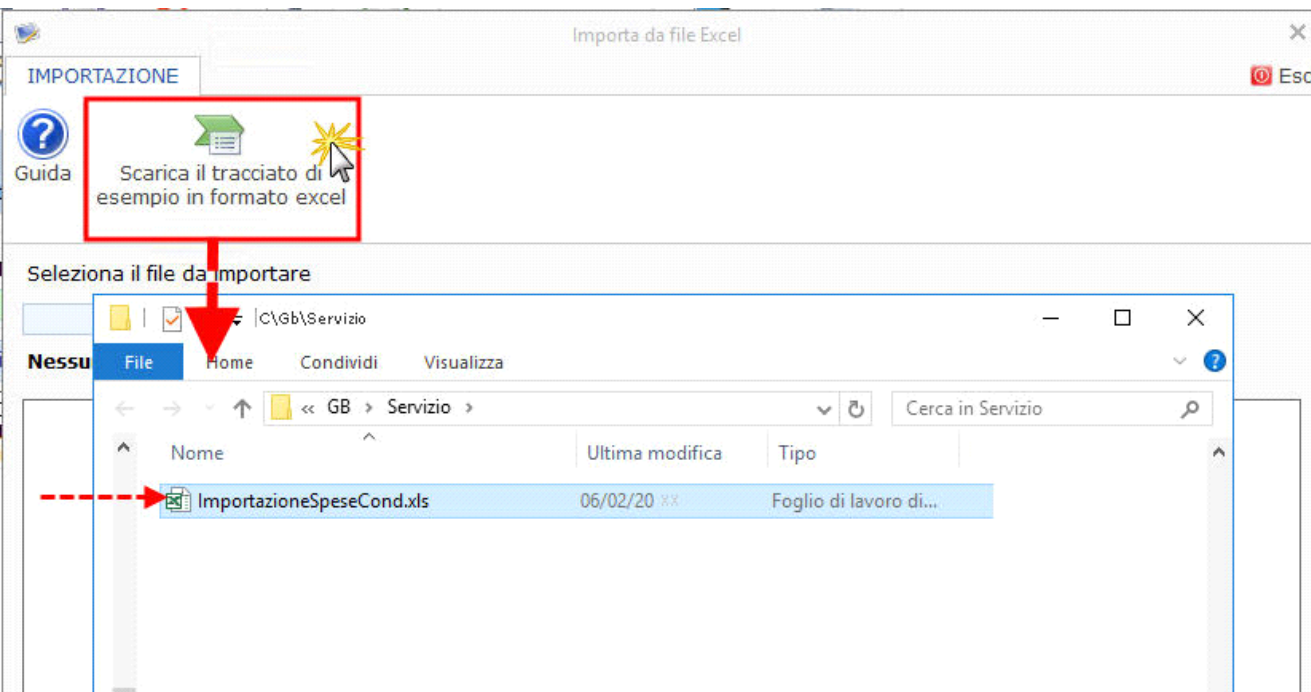 Importa da file Excel
IMPORTAZIONE
Esc
Guida
Scarica il tracciato di
esempio in formato excel
Seleziona il file da importare
C\Gb\Servizio
Nessu
File Home Condividi Visualizza
« GB > Servizio >
Cerca in Servizio
Nome Ultima modifica Tipo
ImportazioneSpeseCond.xls 06/02/20 xx Foglio di lavoro di...